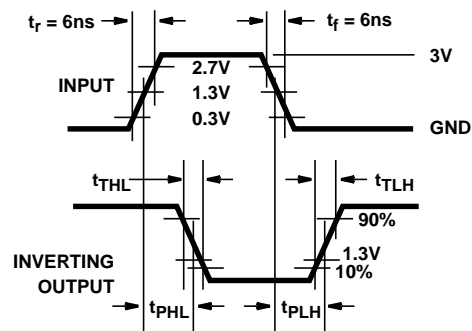 tr = 6ns
tf = 6ns
3V
2.7V
INPUT
1.3V
0.3V
GND
tTHL
tTLH
90%
1.3V
INVERTING
OUTPUT
10%
tPHL
tPLH